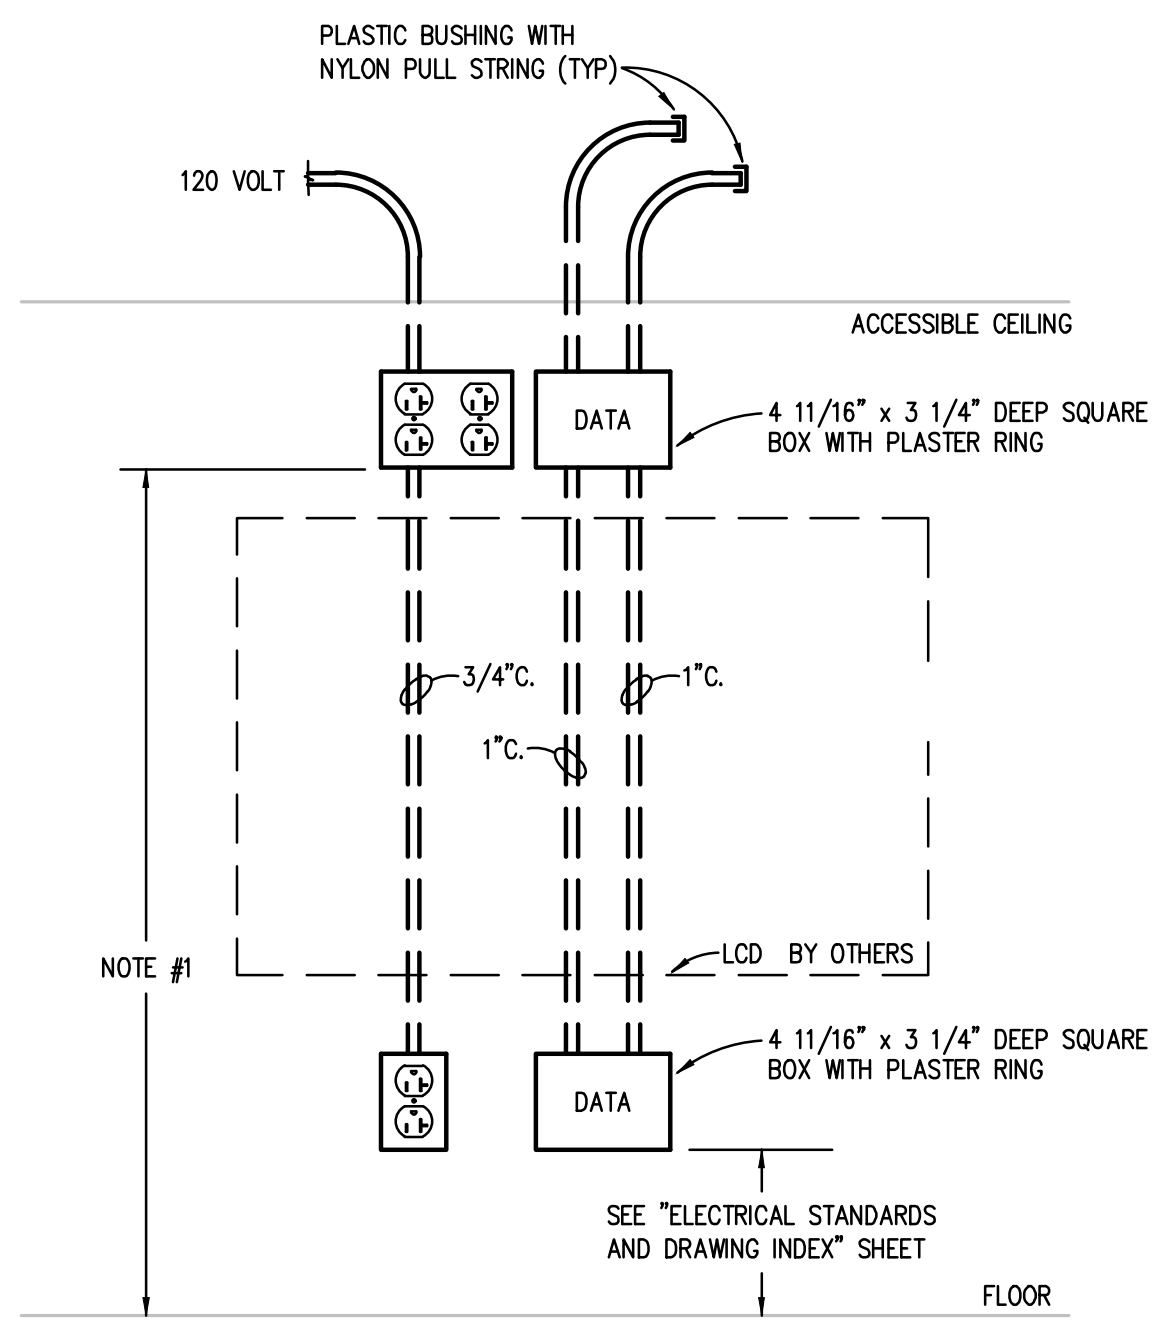 PLASTIC BUSHING WITH
NYLON PULL STRING (TYP)
120 VOLT
ACCESSIBLE CEILING
DATA
4 11/16" x 3 1/4" DEEP SQUARE
BOX WITH PLASTER RING
3/4"C.
1"C.
1"C.
LCD BY OTHERS
NOTE #1
4 11/16" x 3 1/4" DEEP SQUARE
BOX WITH PLASTER RING
DATA
SEE "ELECTRICAL STANDARDS
AND DRAWING INDEX" SHEET
FLOOR